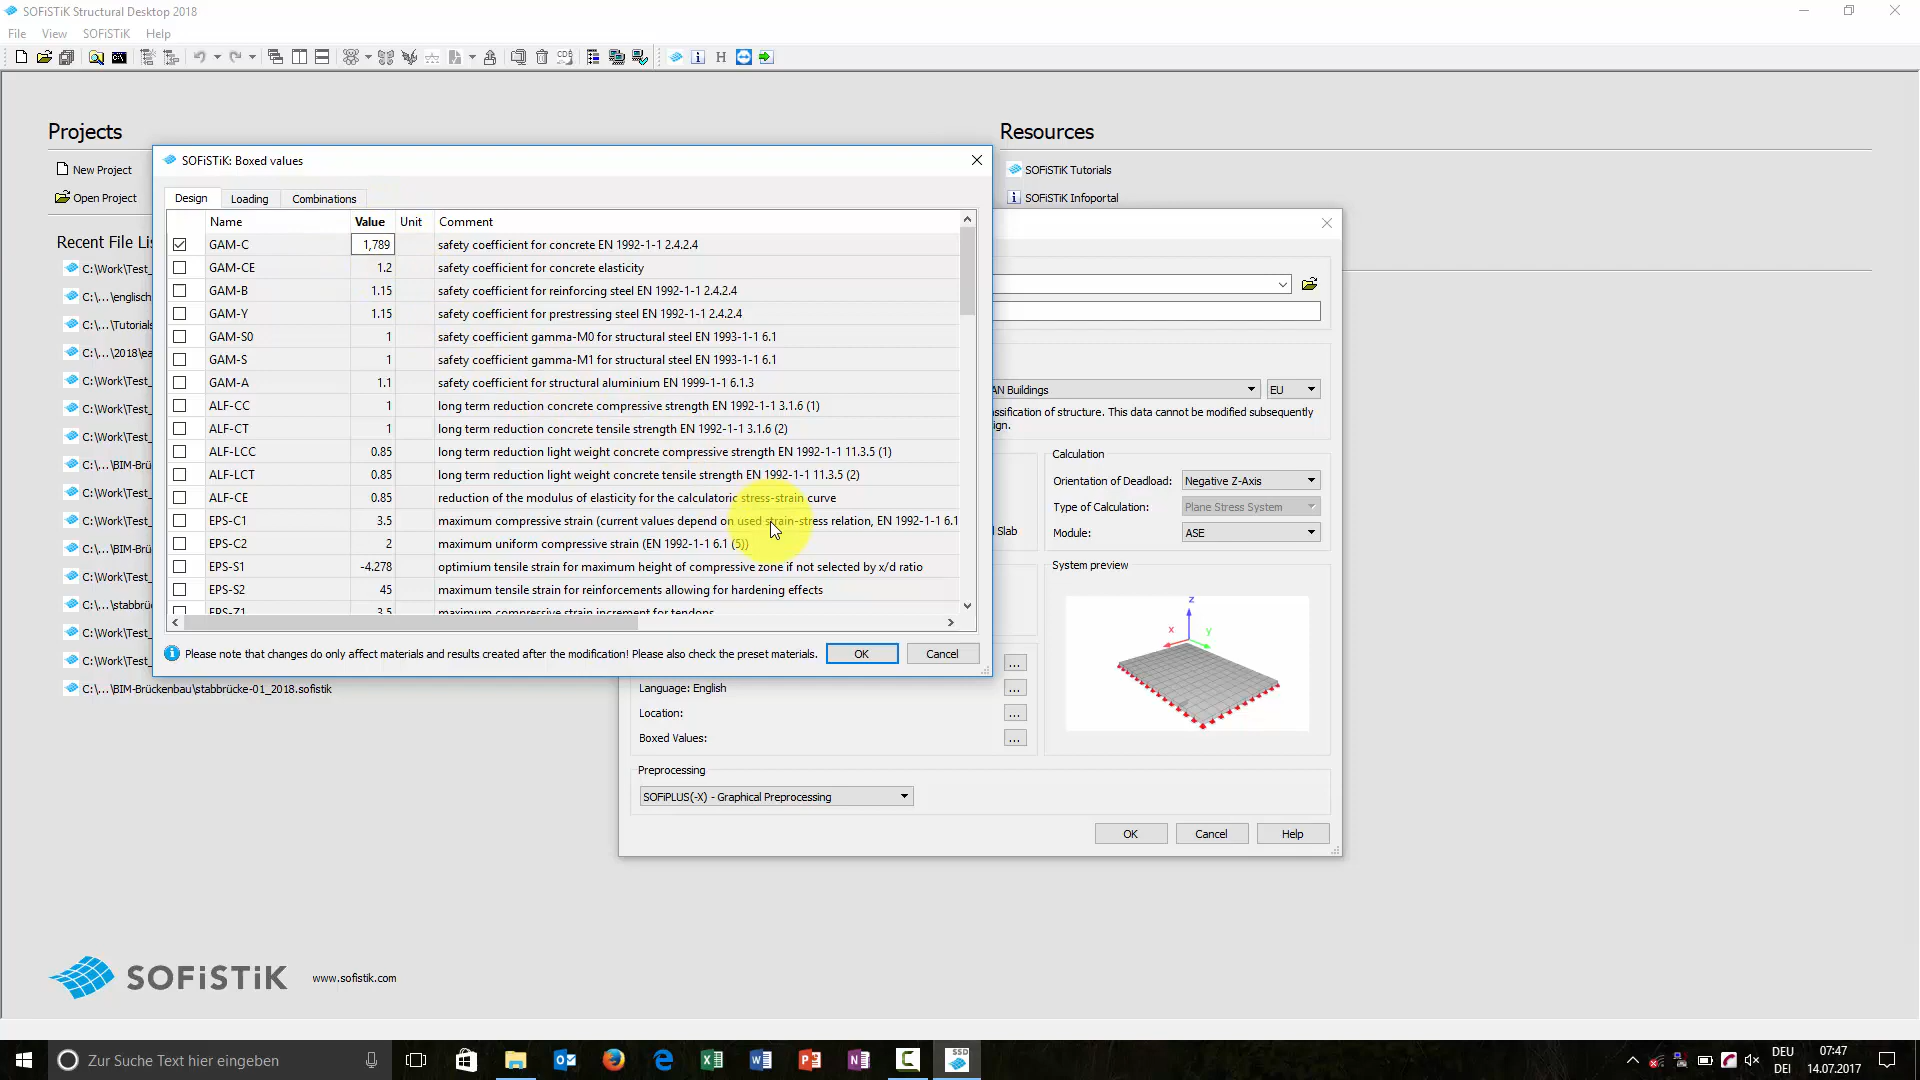 SOFiSTiK Structural Desktop 2018
File View SOFiSTiK Help
Projects
New Project
Open Project
Recent File Lis
C:\Work\Test_
C:\...\englisch
C:\...\Tutorials
C:\...\2018\ea
C:\Work\Test_
C:\Work\Test_
C:\Work\Test_
C:\...\BIM-Brü
C:\Work\Test_
C:\Work\Test_
C:\...\BIM-Brü
C:\Work\Test_
C:\...\stabbrüc
C:\Work\Test_
C:\Work\Test_
C:\...\BIM-Brückenbau\stabbrücke-01_2018.sofistik
Resources
SOFiSTiK Tutorials
SOFiSTiK Infoportal
SOFiSTiK: Boxed values
Design Loading Combinations
Name Value Unit Comment
GAM-C 1,789 safety coefficient for concrete EN 1992-1-1 2.4.2.4
GAM-CE 1.2 safety coefficient for concrete elasticity
GAM-B 1.15 safety coefficient for reinforcing steel EN 1992-1-1 2.4.2.4
GAM-Y 1.15 safety coefficient for prestressing steel EN 1992-1-1 2.4.2.4
GAM-S0 1 safety coefficient gamma-M0 for structural steel EN 1993-1-1 6.1
GAM-S 1 safety coefficient gamma-M1 for structural steel EN 1993-1-1 6.1
GAM-A 1.1 safety coefficient for structural aluminium EN 1999-1-1 6.1.3
ALF-CC 1 long term reduction concrete compressive strength EN 1992-1-1 3.1.6 (1)
ALF-CT 1 long term reduction concrete tensile strength EN 1992-1-1 3.1.6 (2)
ALF-LCC 0.85 long term reduction light weight concrete compressive strength EN 1992-1-1 11.3.5 (1)
ALF-LCT 0.85 long term reduction light weight concrete tensile strength EN 1992-1-1 11.3.5 (2)
ALF-CE 0.85 reduction of the modulus of elasticity for the calculatoric stress-strain curve
EPS-C1 3.5 maximum compressive strain (current values depend on used strain-stress relation, EN 1992-1-1 6.1
EPS-C2 2 maximum uniform compressive strain (EN 1992-1-1 6.1 (5))
EPS-S1 -4.278 optimium tensile strain for maximum height of compressive zone if not selected by x/d ratio
EPS-S2 45 maximum tensile strain for reinforcements allowing for hardening effects
EPS-Z1 3.5 maximum compressive strain increment for tendons
Please note that changes do only affect materials and results created after the modification! Please also check the preset materials.
OK Cancel
AN Buildings EU
ssification of structure. This data cannot be modified subsequently
ign.
Calculation
Orientation of Deadload: Negative Z-Axis
Type of Calculation: Plane Stress System
Slab
Module: ASE
System preview
z
x y
...
Language: English ...
Location: ...
Boxed Values: ...
Preprocessing
SOFiPLUS(-X) - Graphical Preprocessing
OK Cancel Help
SOFiSTiK www.sofistik.com
Zur Suche Text hier eingeben
SSD
DEU 07:47
DEI 14.07.2017